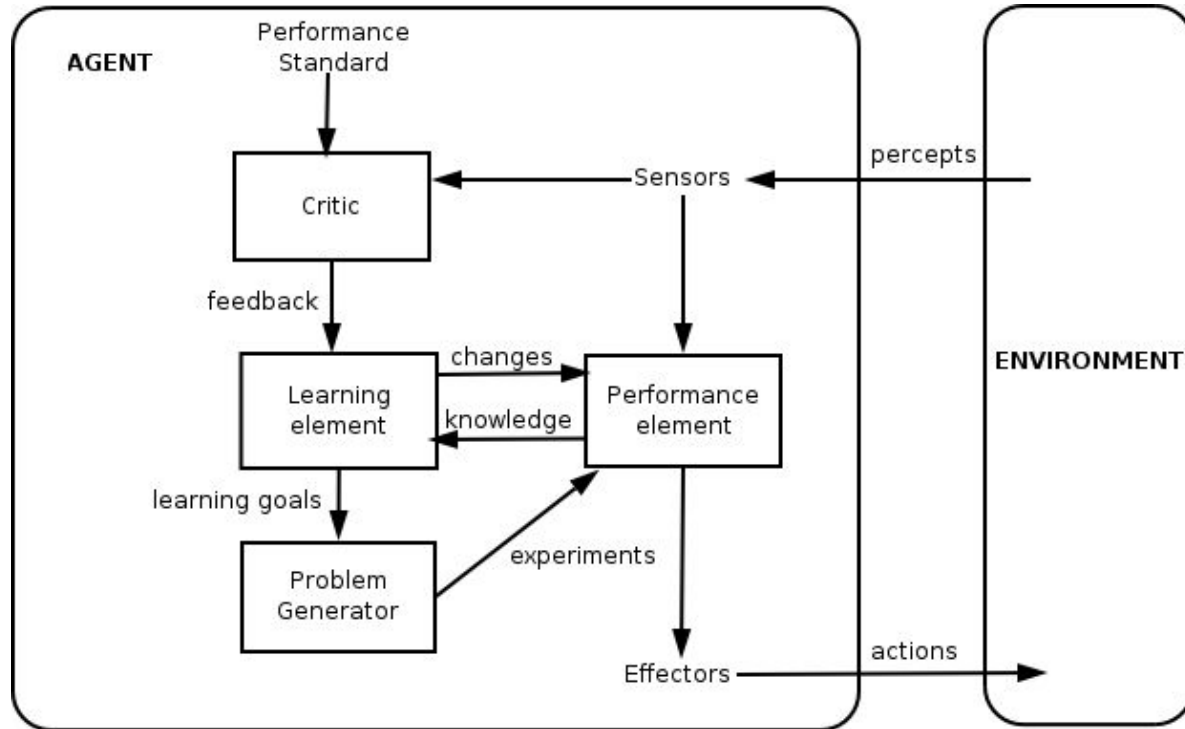 AGENT
Performance
Standard
percepts
Sensors
Critic
feedback
changes
Learning
element
knowledge
Performance
element
ENVIRONMENT
learning goals
experiments
Problem
Generator
Effectors
actions